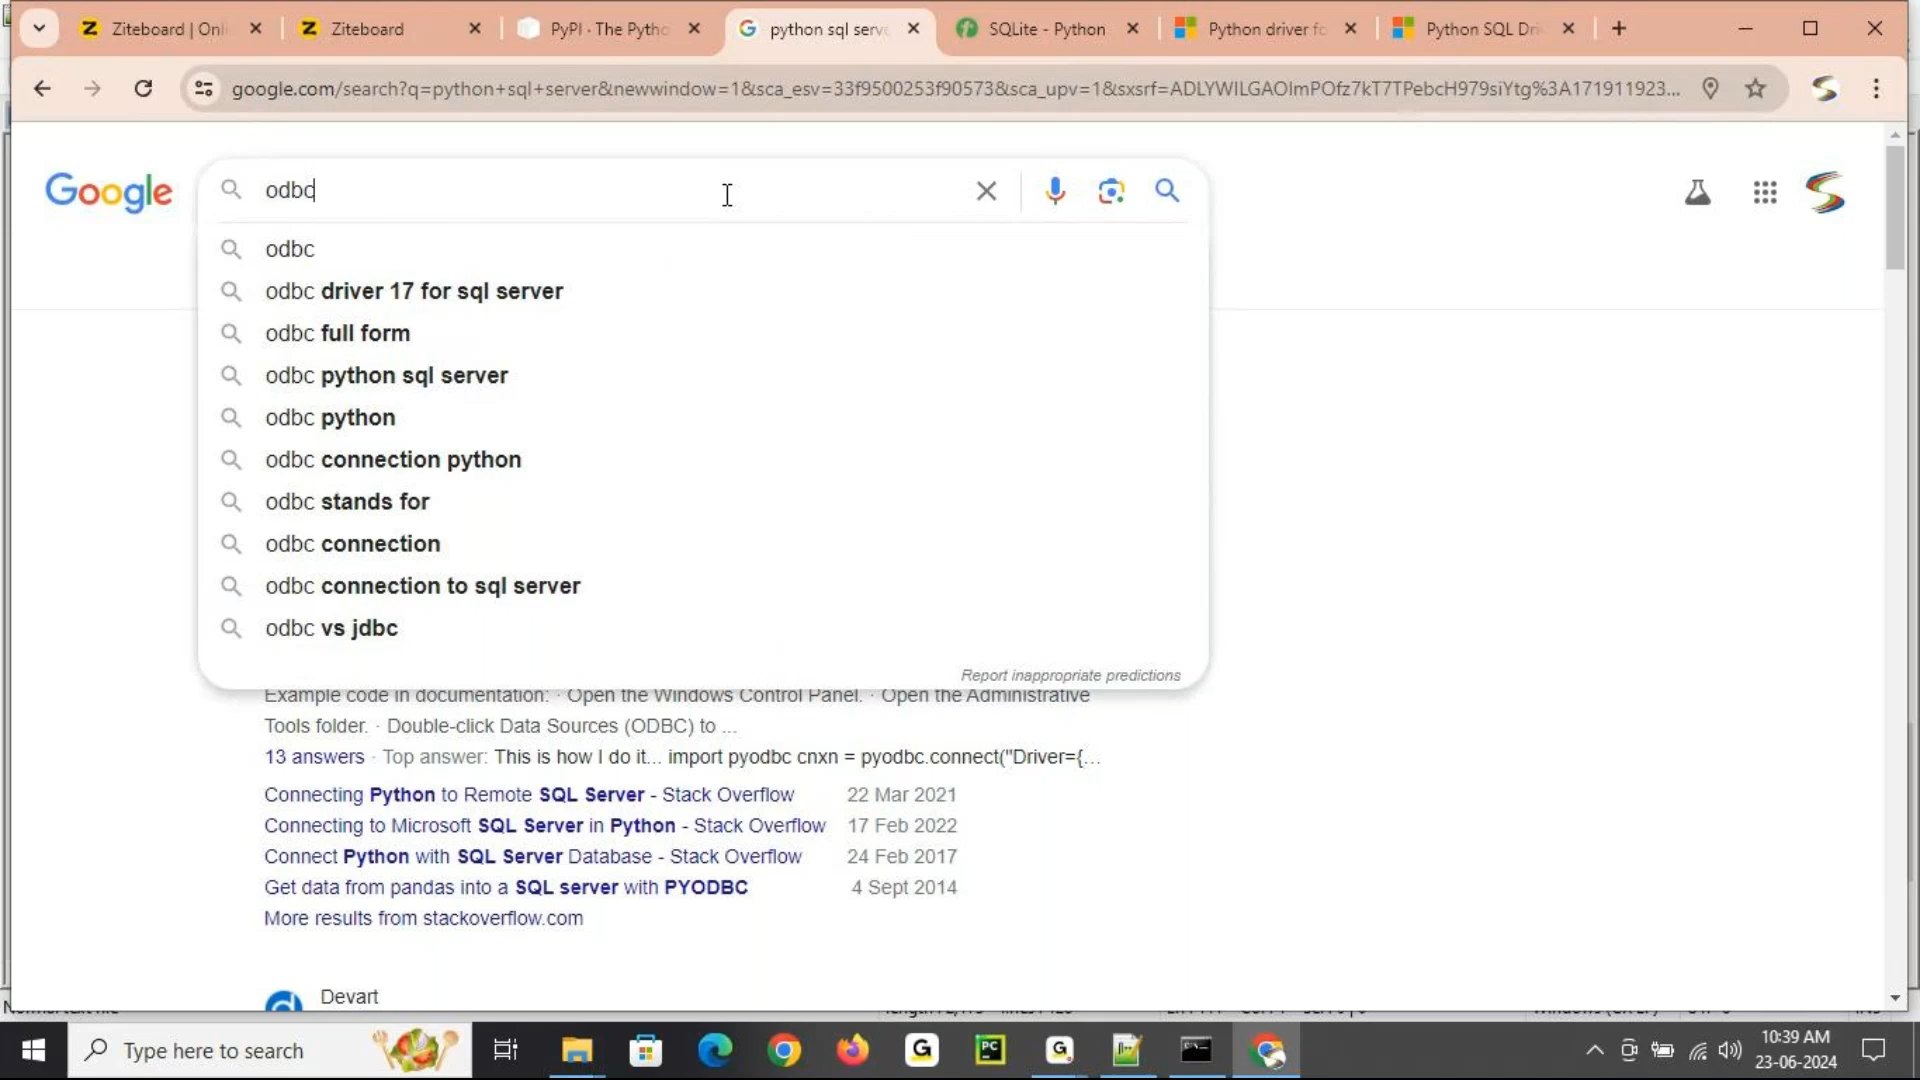 Ziteboard | Onli
Ziteboard
PyPI · The Pytho
python sql serve
SQLite - Python
Python driver fo
Python SQL Dri
google.com/search?q=python+sql+server&newwindow=1&sca_esv=33f9500253f90573&sca_upv=1&sxsrf=ADLYWILGAOImPOfz7kT7TPebcH979siYtg%3A171911923...
Google
odbc
odbc
odbc driver 17 for sql server
odbc full form
odbc python sql server
odbc python
odbc connection python
odbc stands for
odbc connection
odbc connection to sql server
odbc vs jdbc
Report inappropriate predictions
Example code in documentation: · Open the Windows Control Panel. · Open the Administrative
Tools folder. · Double-click Data Sources (ODBC) to ...
13 answers · Top answer: This is how I do it... import pyodbc cnxn = pyodbc.connect("Driver={...
Connecting Python to Remote SQL Server - Stack Overflow 22 Mar 2021
Connecting to Microsoft SQL Server in Python - Stack Overflow 17 Feb 2022
Connect Python with SQL Server Database - Stack Overflow 24 Feb 2017
Get data from pandas into a SQL server with PYODBC 4 Sept 2014
More results from stackoverflow.com
Devart
Type here to search
10:39 AM
23-06-2024